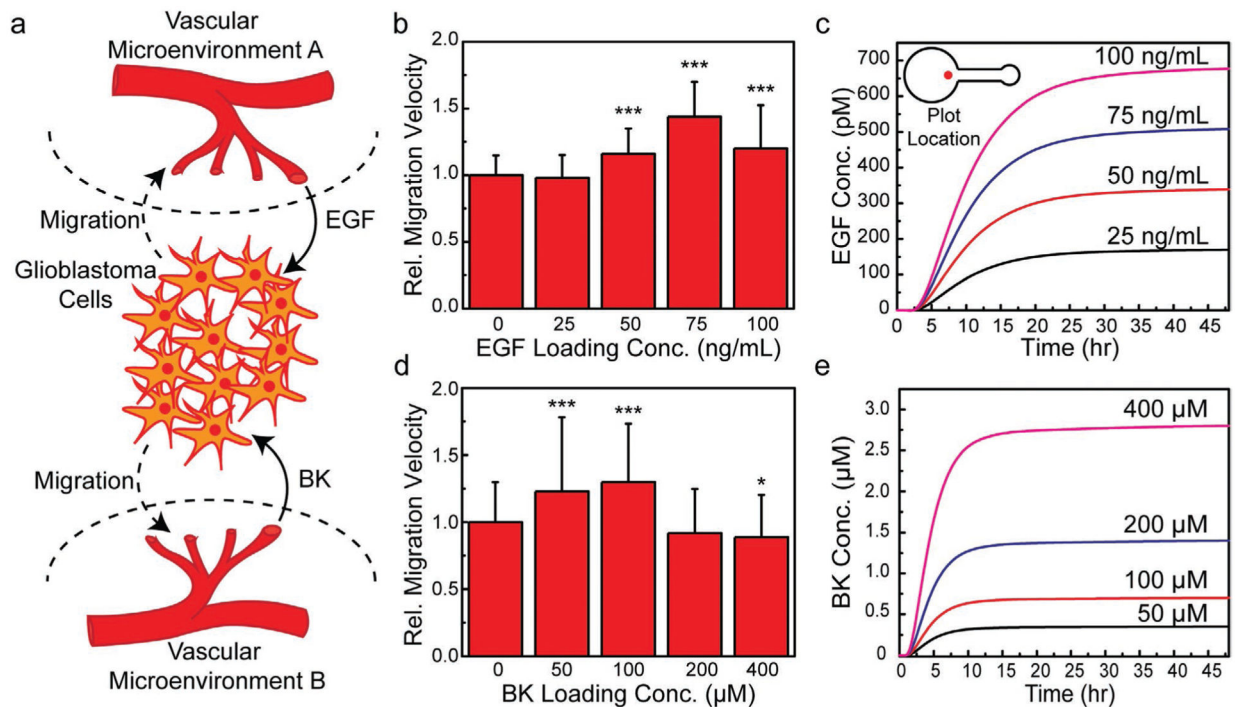 a
Vascular
Microenvironment A
Migration
EGF
Glioblastoma
Cells
Migration
BK
Vascular
Microenvironment B
b
Rel. Migration Velocity
2.0
1.5
1.0
0.5
0.0
***
***
***
0 25 50 75 100
EGF Loading Conc. (ng/mL)
c
EGF Conc. (pM)
700
600
500
400
300
200
100
0
Plot
Location
100 ng/mL
75 ng/mL
50 ng/mL
25 ng/mL
0 5 10 15 20 25 30 35 40 45
Time (hr)
d
Rel. Migration Velocity
2.0
1.5
1.0
0.5
0.0
***
***
*
0 50 100 200 400
BK Loading Conc. (µM)
e
BK Conc. (µM)
3.0
2.5
2.0
1.5
1.0
0.5
0
400 µM
200 µM
100 µM
50 µM
0 5 10 15 20 25 30 35 40 45
Time (hr)